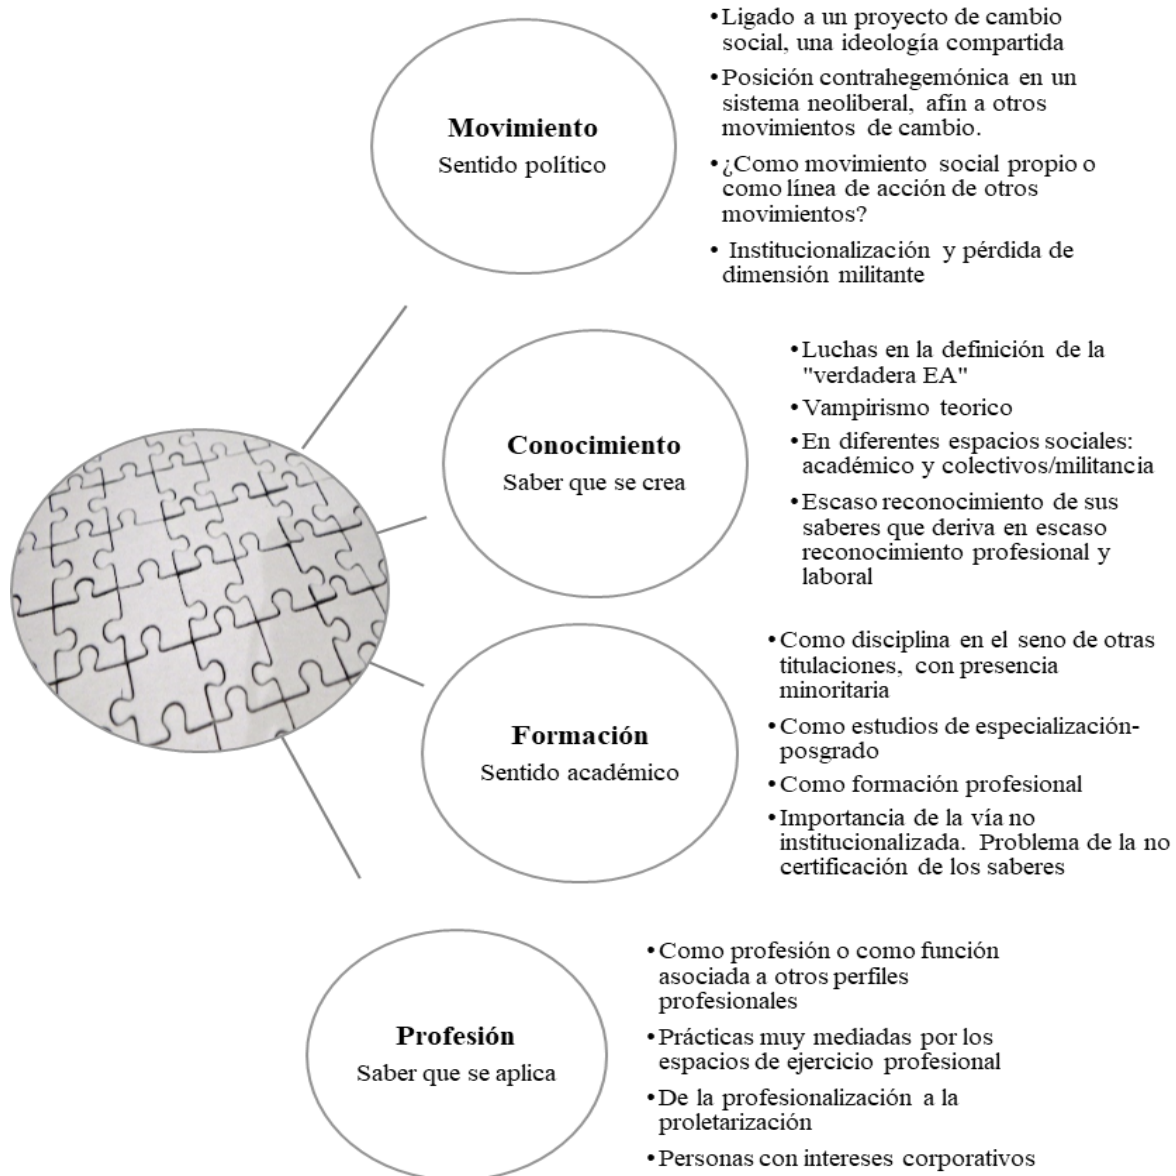 Movimiento
Sentido político
•Ligado a un proyecto de cambio
social, una ideología compartida
•Posición contrahegemónica en un
sistema neoliberal, afín a otros
movimientos de cambio.
•¿Como movimiento social propio o
como línea de acción de otros
movimientos?
• Institucionalización y pérdida de
dimensión militante
Conocimiento
Saber que se crea
•Luchas en la definición de la
"verdadera EA"
•Vampirismo teorico
•En diferentes espacios sociales:
académico y colectivos/militancia
•Escaso reconocimiento de sus
saberes que deriva en escaso
reconocimiento profesional y
laboral
Formación
Sentido académico
•Como disciplina en el seno de otras
titulaciones, con presencia
minoritaria
•Como estudios de especialización-
posgrado
•Como formación profesional
•Importancia de la vía no
institucionalizada. Problema de la no
certificación de los saberes
Profesión
Saber que se aplica
•Como profesión o como función
asociada a otros perfiles
profesionales
•Prácticas muy mediadas por los
espacios de ejercicio profesional
•De la profesionalización a la
proletarización
•Personas con intereses corporativos